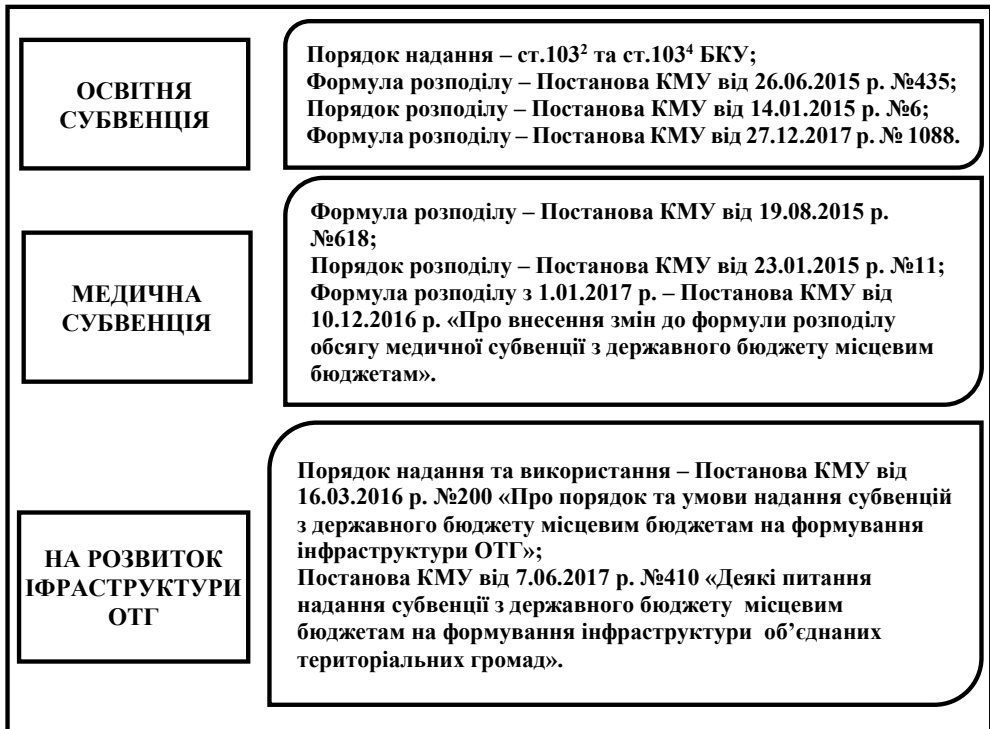 ОСВІТНЯ
СУБВЕНЦІЯ
Порядок надання – ст.103² та ст.103⁴ БКУ;
Формула розподілу – Постанова КМУ від 26.06.2015 р. №435;
Порядок розподілу – Постанова КМУ від 14.01.2015 р. №6;
Формула розподілу – Постанова КМУ від 27.12.2017 р. № 1088.
МЕДИЧНА
СУБВЕНЦІЯ
Формула розподілу – Постанова КМУ від 19.08.2015 р.
№618;
Порядок розподілу – Постанова КМУ від 23.01.2015 р. №11;
Формула розподілу з 1.01.2017 р. – Постанова КМУ від
10.12.2016 р. «Про внесення змін до формули розподілу
обсягу медичної субвенції з державного бюджету місцевим
бюджетам».
НА РОЗВИТОК
ІФРАСТРУКТУРИ
ОТГ
Порядок надання та використання – Постанова КМУ від
16.03.2016 р. №200 «Про порядок та умови надання субвенцій
з державного бюджету місцевим бюджетам на формування
інфраструктури ОТГ»;
Постанова КМУ від 7.06.2017 р. №410 «Деякі питання
надання субвенції з державного бюджету місцевим
бюджетам на формування інфраструктури об’єднаних
територіальних громад».